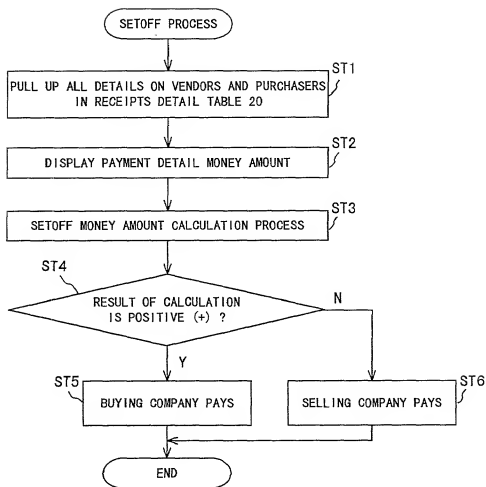 SETOFF PROCESS
ST1
PULL UP ALL DETAILS ON VENDORS AND PURCHASERS
IN RECEIPTS DETAIL TABLE 20
ST2
DISPLAY PAYMENT DETAIL MONEY AMOUNT
ST3
SETOFF MONEY AMOUNT CALCULATION PROCESS
ST4
RESULT OF CALCULATION
IS POSITIVE (+) ?
N
Y
ST5
BUYING COMPANY PAYS
SELLING COMPANY PAYS
ST6
END